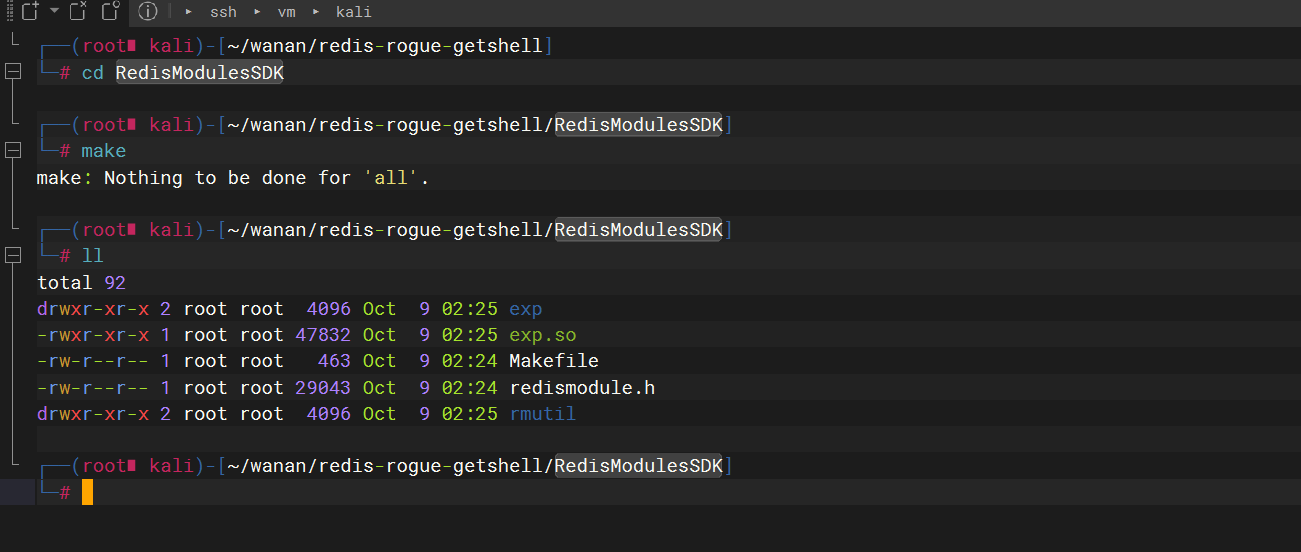 ssh ▸ vm ▸ kali
┌──(root∎ kali)-[~/wanan/redis-rogue-getshell]
└─# cd RedisModulesSDK
┌──(root∎ kali)-[~/wanan/redis-rogue-getshell/RedisModulesSDK]
└─# make
make: Nothing to be done for 'all'.
┌──(root∎ kali)-[~/wanan/redis-rogue-getshell/RedisModulesSDK]
└─# ll
total 92
drwxr-xr-x 2 root root  4096 Oct  9 02:25 exp
-rwxr-xr-x 1 root root 47832 Oct  9 02:25 exp.so
-rw-r--r-- 1 root root   463 Oct  9 02:24 Makefile
-rw-r--r-- 1 root root 29043 Oct  9 02:24 redismodule.h
drwxr-xr-x 2 root root  4096 Oct  9 02:25 rmutil
┌──(root∎ kali)-[~/wanan/redis-rogue-getshell/RedisModulesSDK]
└─#